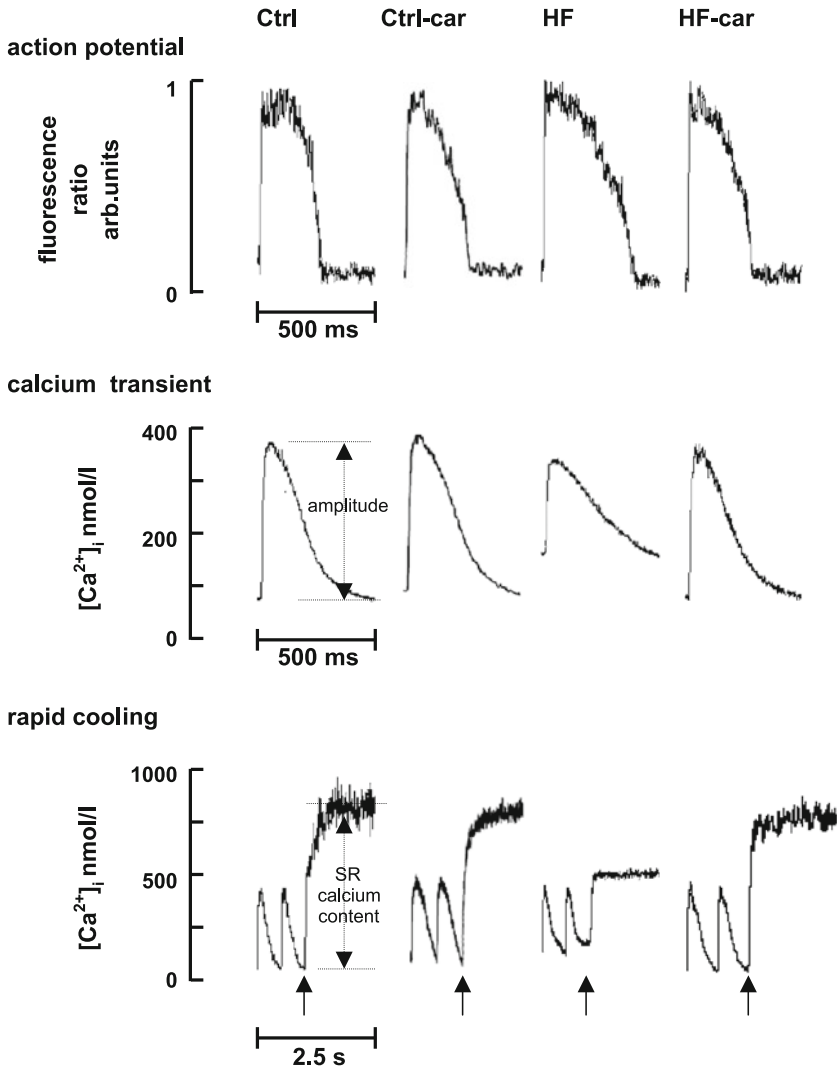 Ctrl Ctrl-car HF HF-car
action potential
1
fluorescence
ratio
arb.units
0
500 ms
calcium transient
400
[Ca²⁺]ᵢ nmol/l
amplitude
200
0
500 ms
rapid cooling
1000
[Ca²⁺]ᵢ nmol/l
500
SR
calcium
content
0
2.5 s